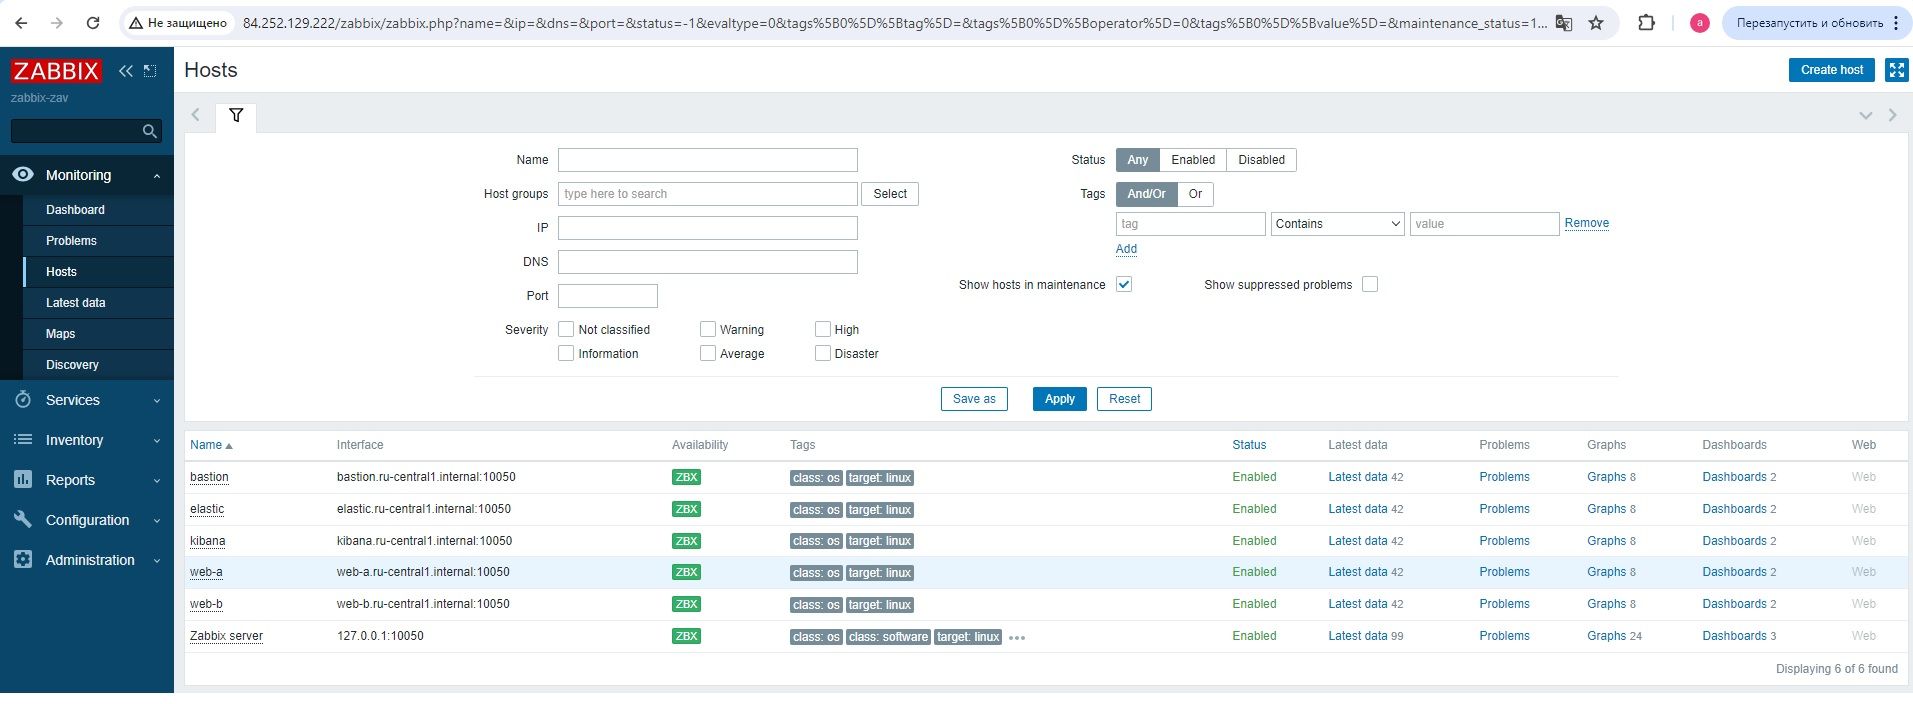 Не защищено 84.252.129.222/zabbix/zabbix.php?name=&ip=&dns=&port=&status=-1&evaltype=0&tags%5B0%5D%5Btag%5D=&tags%5B0%5D%5Boperator%5D=0&tags%5B0%5D%5Bvalue%5D=&maintenance_status=1... a Перезапустить и обновить
ZABBIX
zabbix-zav
Monitoring
Dashboard
Problems
Hosts
Latest data
Maps
Discovery
Services
Inventory
Reports
Configuration
Administration
Hosts Create host
Name Status Any Enabled Disabled
Host groups type here to search Select Tags And/Or Or
IP tag Contains value Remove
Add
DNS
Port Show hosts in maintenance Show suppressed problems
Severity Not classified Warning High
Information Average Disaster
Save as Apply Reset
Name Interface Availability Tags Status Latest data Problems Graphs Dashboards Web
bastion bastion.ru-central1.internal:10050 ZBX class: os target: linux Enabled Latest data 42 Problems Graphs 8 Dashboards 2 Web
elastic elastic.ru-central1.internal:10050 ZBX class: os target: linux Enabled Latest data 42 Problems Graphs 8 Dashboards 2 Web
kibana kibana.ru-central1.internal:10050 ZBX class: os target: linux Enabled Latest data 42 Problems Graphs 8 Dashboards 2 Web
web-a web-a.ru-central1.internal:10050 ZBX class: os target: linux Enabled Latest data 42 Problems Graphs 8 Dashboards 2 Web
web-b web-b.ru-central1.internal:10050 ZBX class: os target: linux Enabled Latest data 42 Problems Graphs 8 Dashboards 2 Web
Zabbix server 127.0.0.1:10050 ZBX class: os class: software target: linux ••• Enabled Latest data 99 Problems Graphs 24 Dashboards 3 Web
Displaying 6 of 6 found